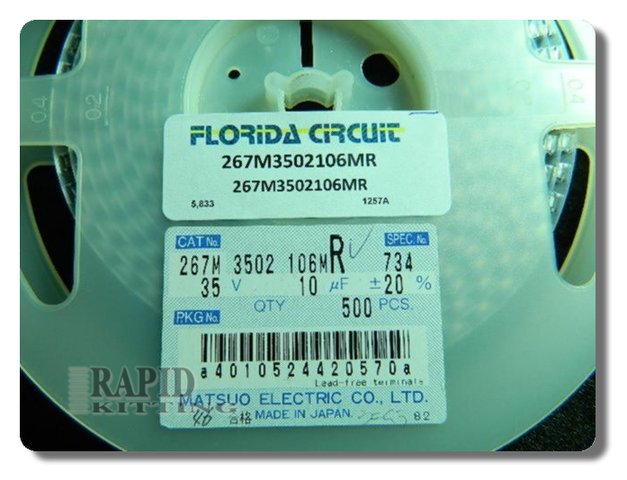 04
02
04
FLORIDA CIRCUIT
267M3502106MR
267M3502106MR
5,833 1257A
CAT No. SPEC. No.
267M 3502 106MR 734
35 V 10 µF ±20 %
QTY 500 PCS.
PKG No.
a4010524420570a
Lead-free terminals
MATSUO ELECTRIC CO., LTD.
合格 MADE IN JAPAN. 82
RAPID
KITTING